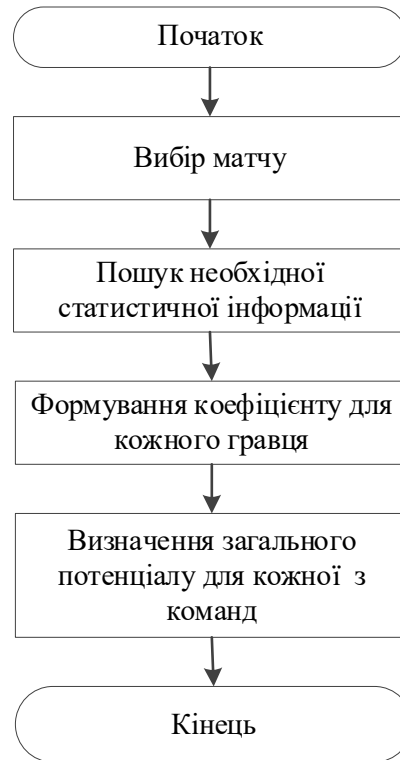 Початок
Вибір матчу
Пошук необхідної
статистичної інформації
Формування коефіцієнту для
кожного гравця
Визначення загального
потенціалу для кожної з
команд
Кінець